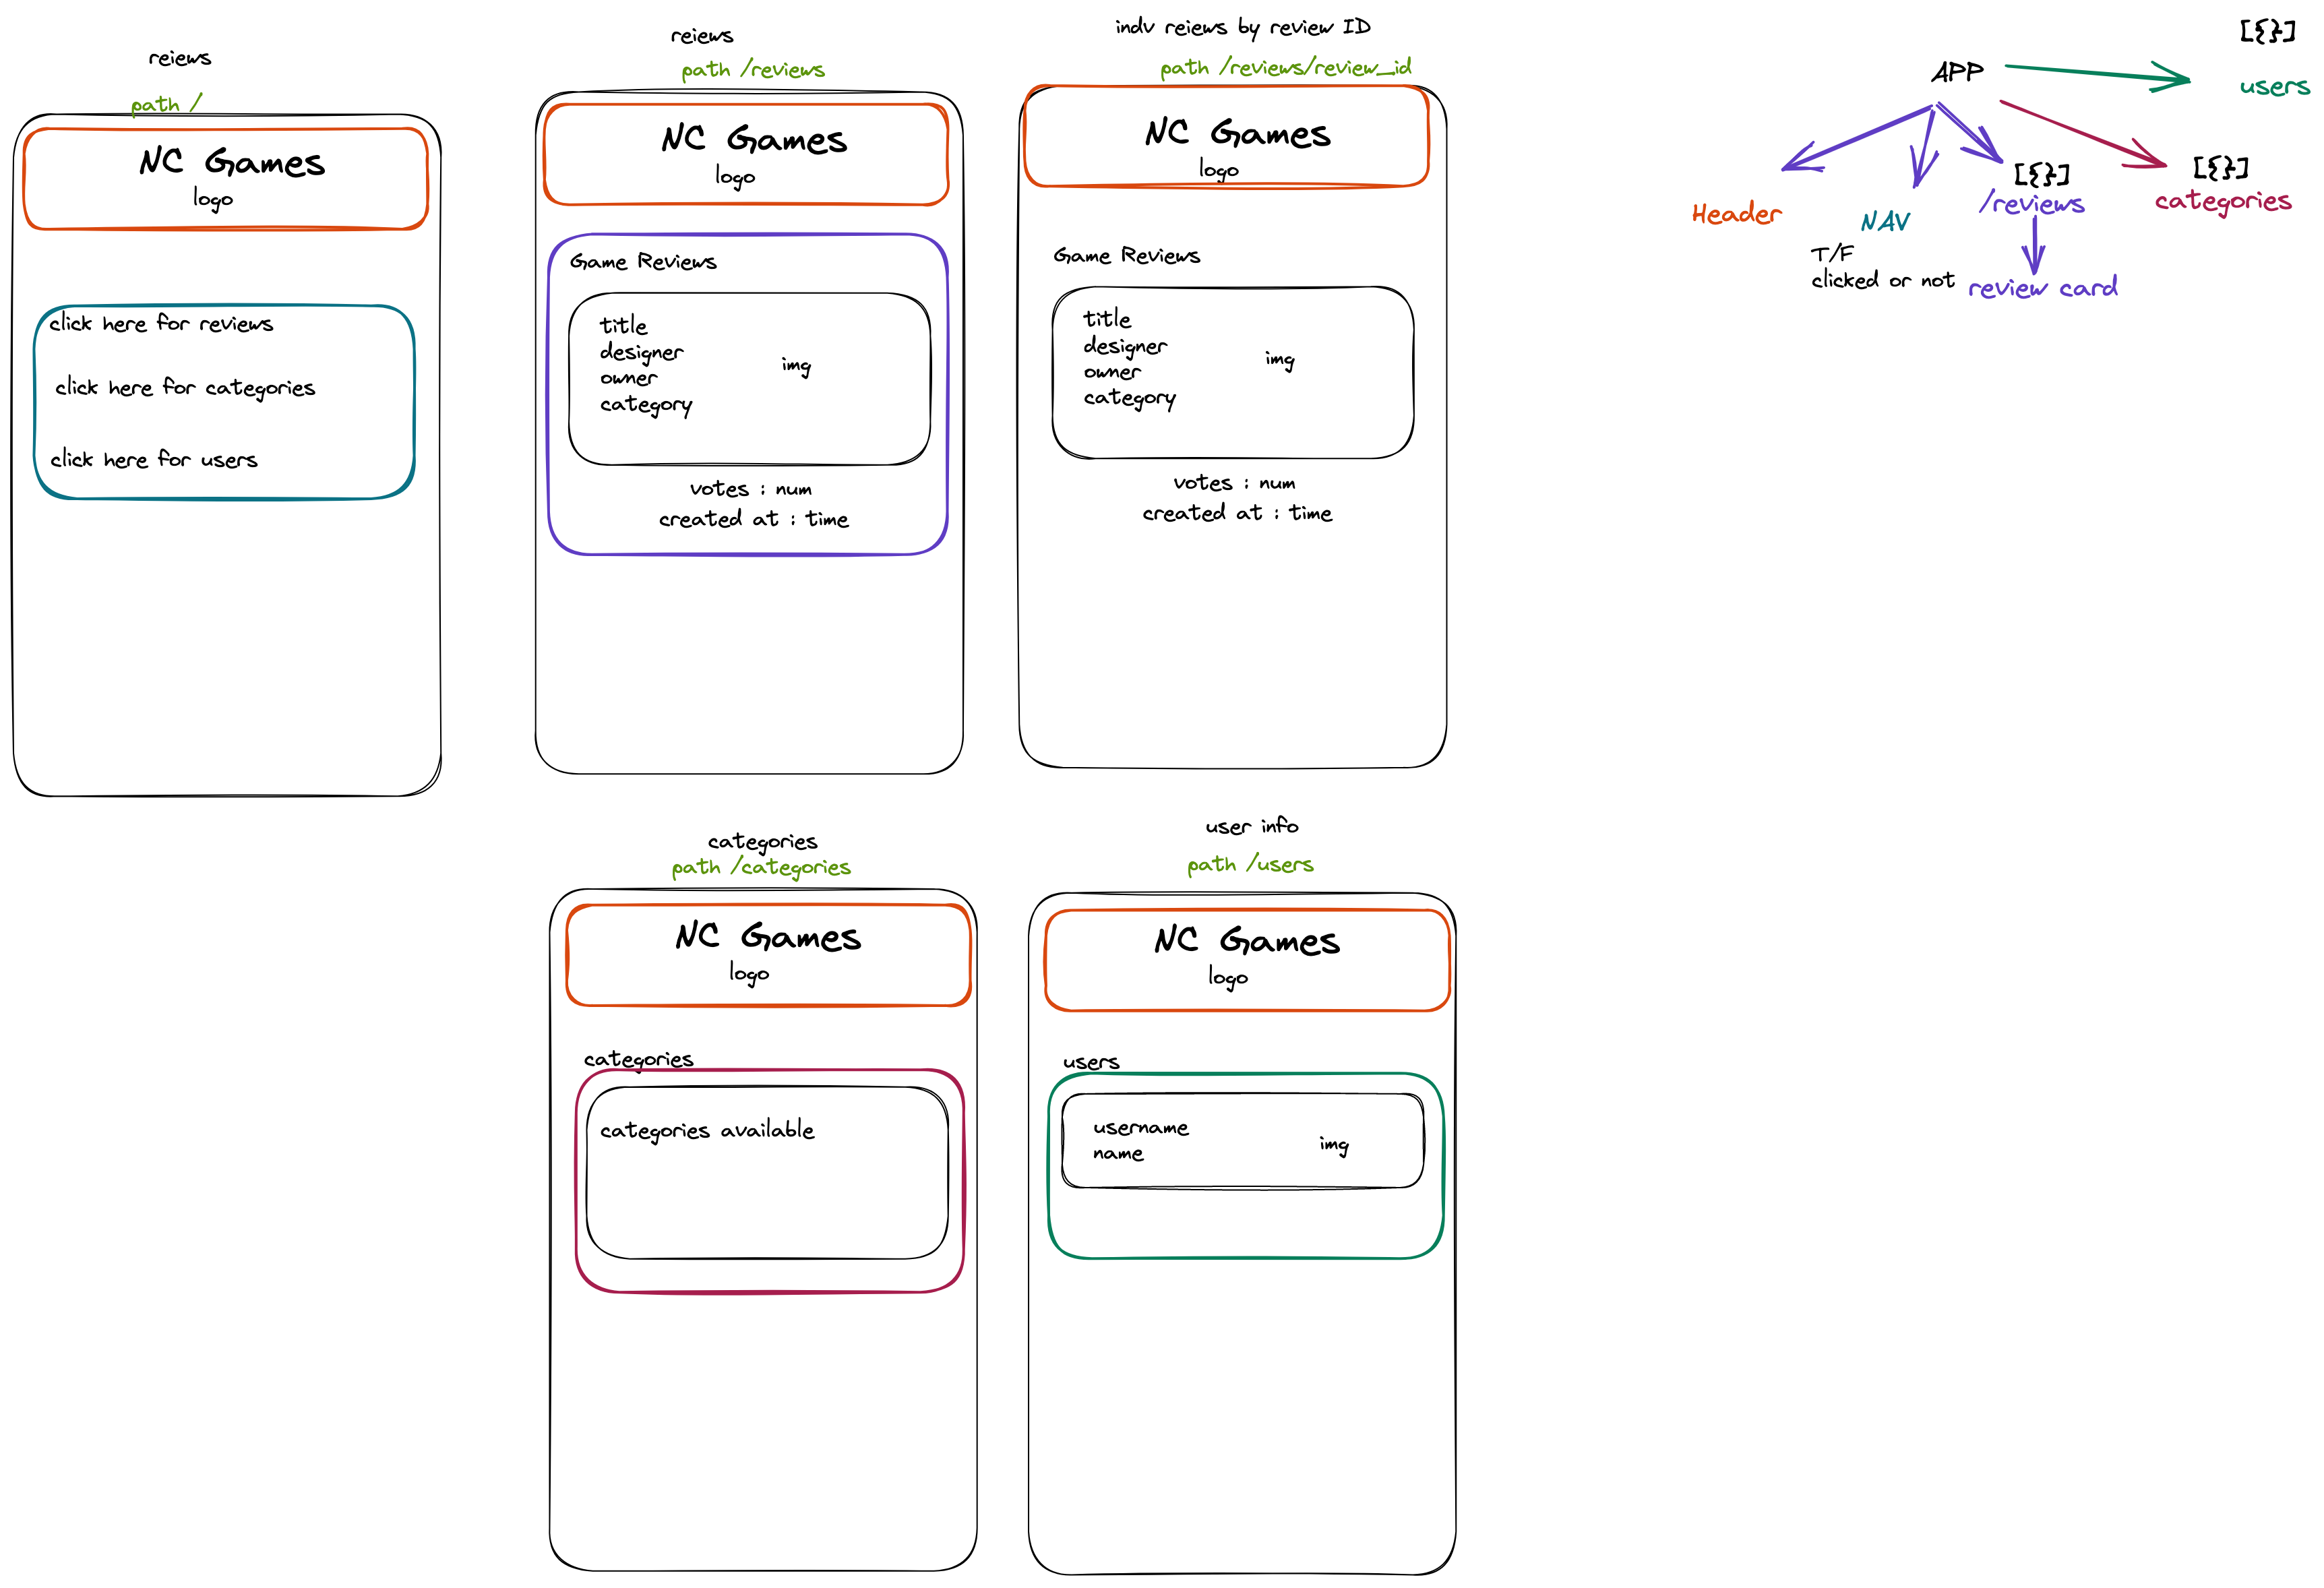 reiews
path /
NC Games
logo
click here for reviews
click here for categories
click here for users
reiews
path /reviews
NC Games
logo
Game Reviews
title
designer
owner
category
img
votes : num
created at : time
indv reiews by review ID
path /reviews/review_id
NC Games
logo
Game Reviews
title
designer
owner
category
img
votes : num
created at : time
APP
[{}]
users
Header
NAV
T/F
clicked or not
[{}]
/reviews
review card
[{}]
categories
categories
path /categories
NC Games
logo
categories
categories available
user info
path /users
NC Games
logo
users
username
name
img